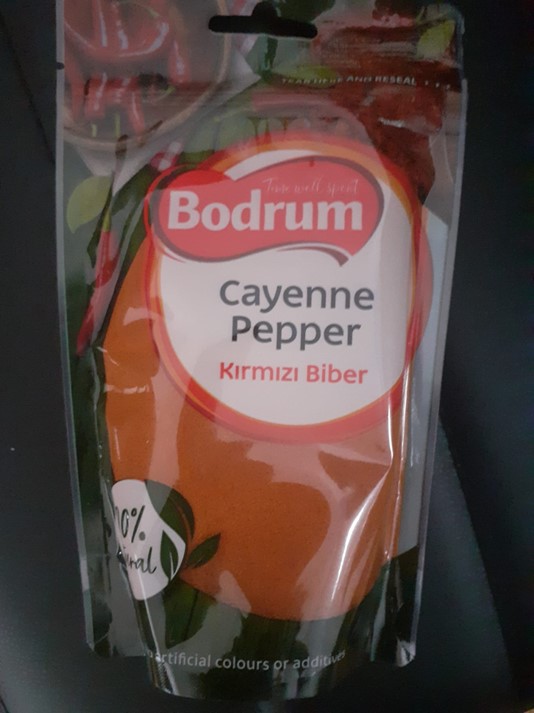 TEAR HERE AND RESEAL
Time well spent
Bodrum
Cayenne
Pepper
Kırmızı Biber
artificial colours or additives